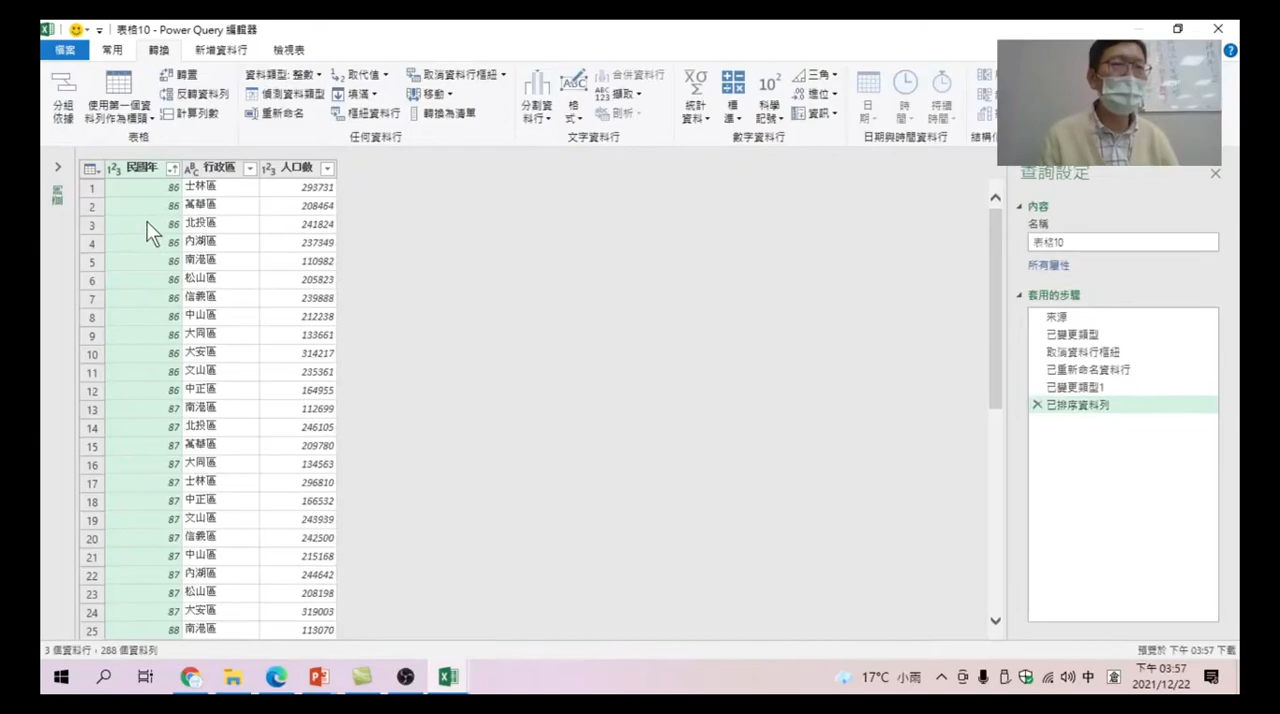 表格10 - Power Query 編輯器
檔案 常用 轉換 新增資料行 檢視表
轉置 資料類型: 整數 取代值 取消資料行樞紐 合併資料行 三角
分組依據 使用第一個資料列作為標頭 反轉資料列 偵測資料類型 填滿 移動 分割資料行 格式 擷取 統計資料 標準 科學記號 進位 日期 時間 持續時間
計算列數 重新命名 樞紐資料行 轉換為清單 剖析 資訊
表格 任何資料行 文字資料行 數字資料行 日期與時間資料行 結構化
查詢設定
內容
名稱
表格10
所有屬性
套用的步驟
來源
已變更類型
取消資料行樞紐
已重新命名資料行
已變更類型1
已排序資料列
民國年 行政區 人口數
1 86 士林區 293731
2 86 萬華區 208464
3 86 北投區 241824
4 86 內湖區 237349
5 86 南港區 110982
6 86 松山區 205823
7 86 信義區 239888
8 86 中山區 212238
9 86 大同區 133661
10 86 大安區 314217
11 86 文山區 235361
12 86 中正區 164955
13 87 南港區 112699
14 87 北投區 246105
15 87 萬華區 209780
16 87 大同區 134563
17 87 士林區 296810
18 87 中正區 166532
19 87 文山區 243939
20 87 信義區 242500
21 87 中山區 215168
22 87 內湖區 244642
23 87 松山區 208198
24 87 大安區 319003
25 88 南港區 113070
3 個資料行，288 個資料列 預覽於 下午 03:57 下載
17°C 小雨 中 倉 下午 03:57
2021/12/22